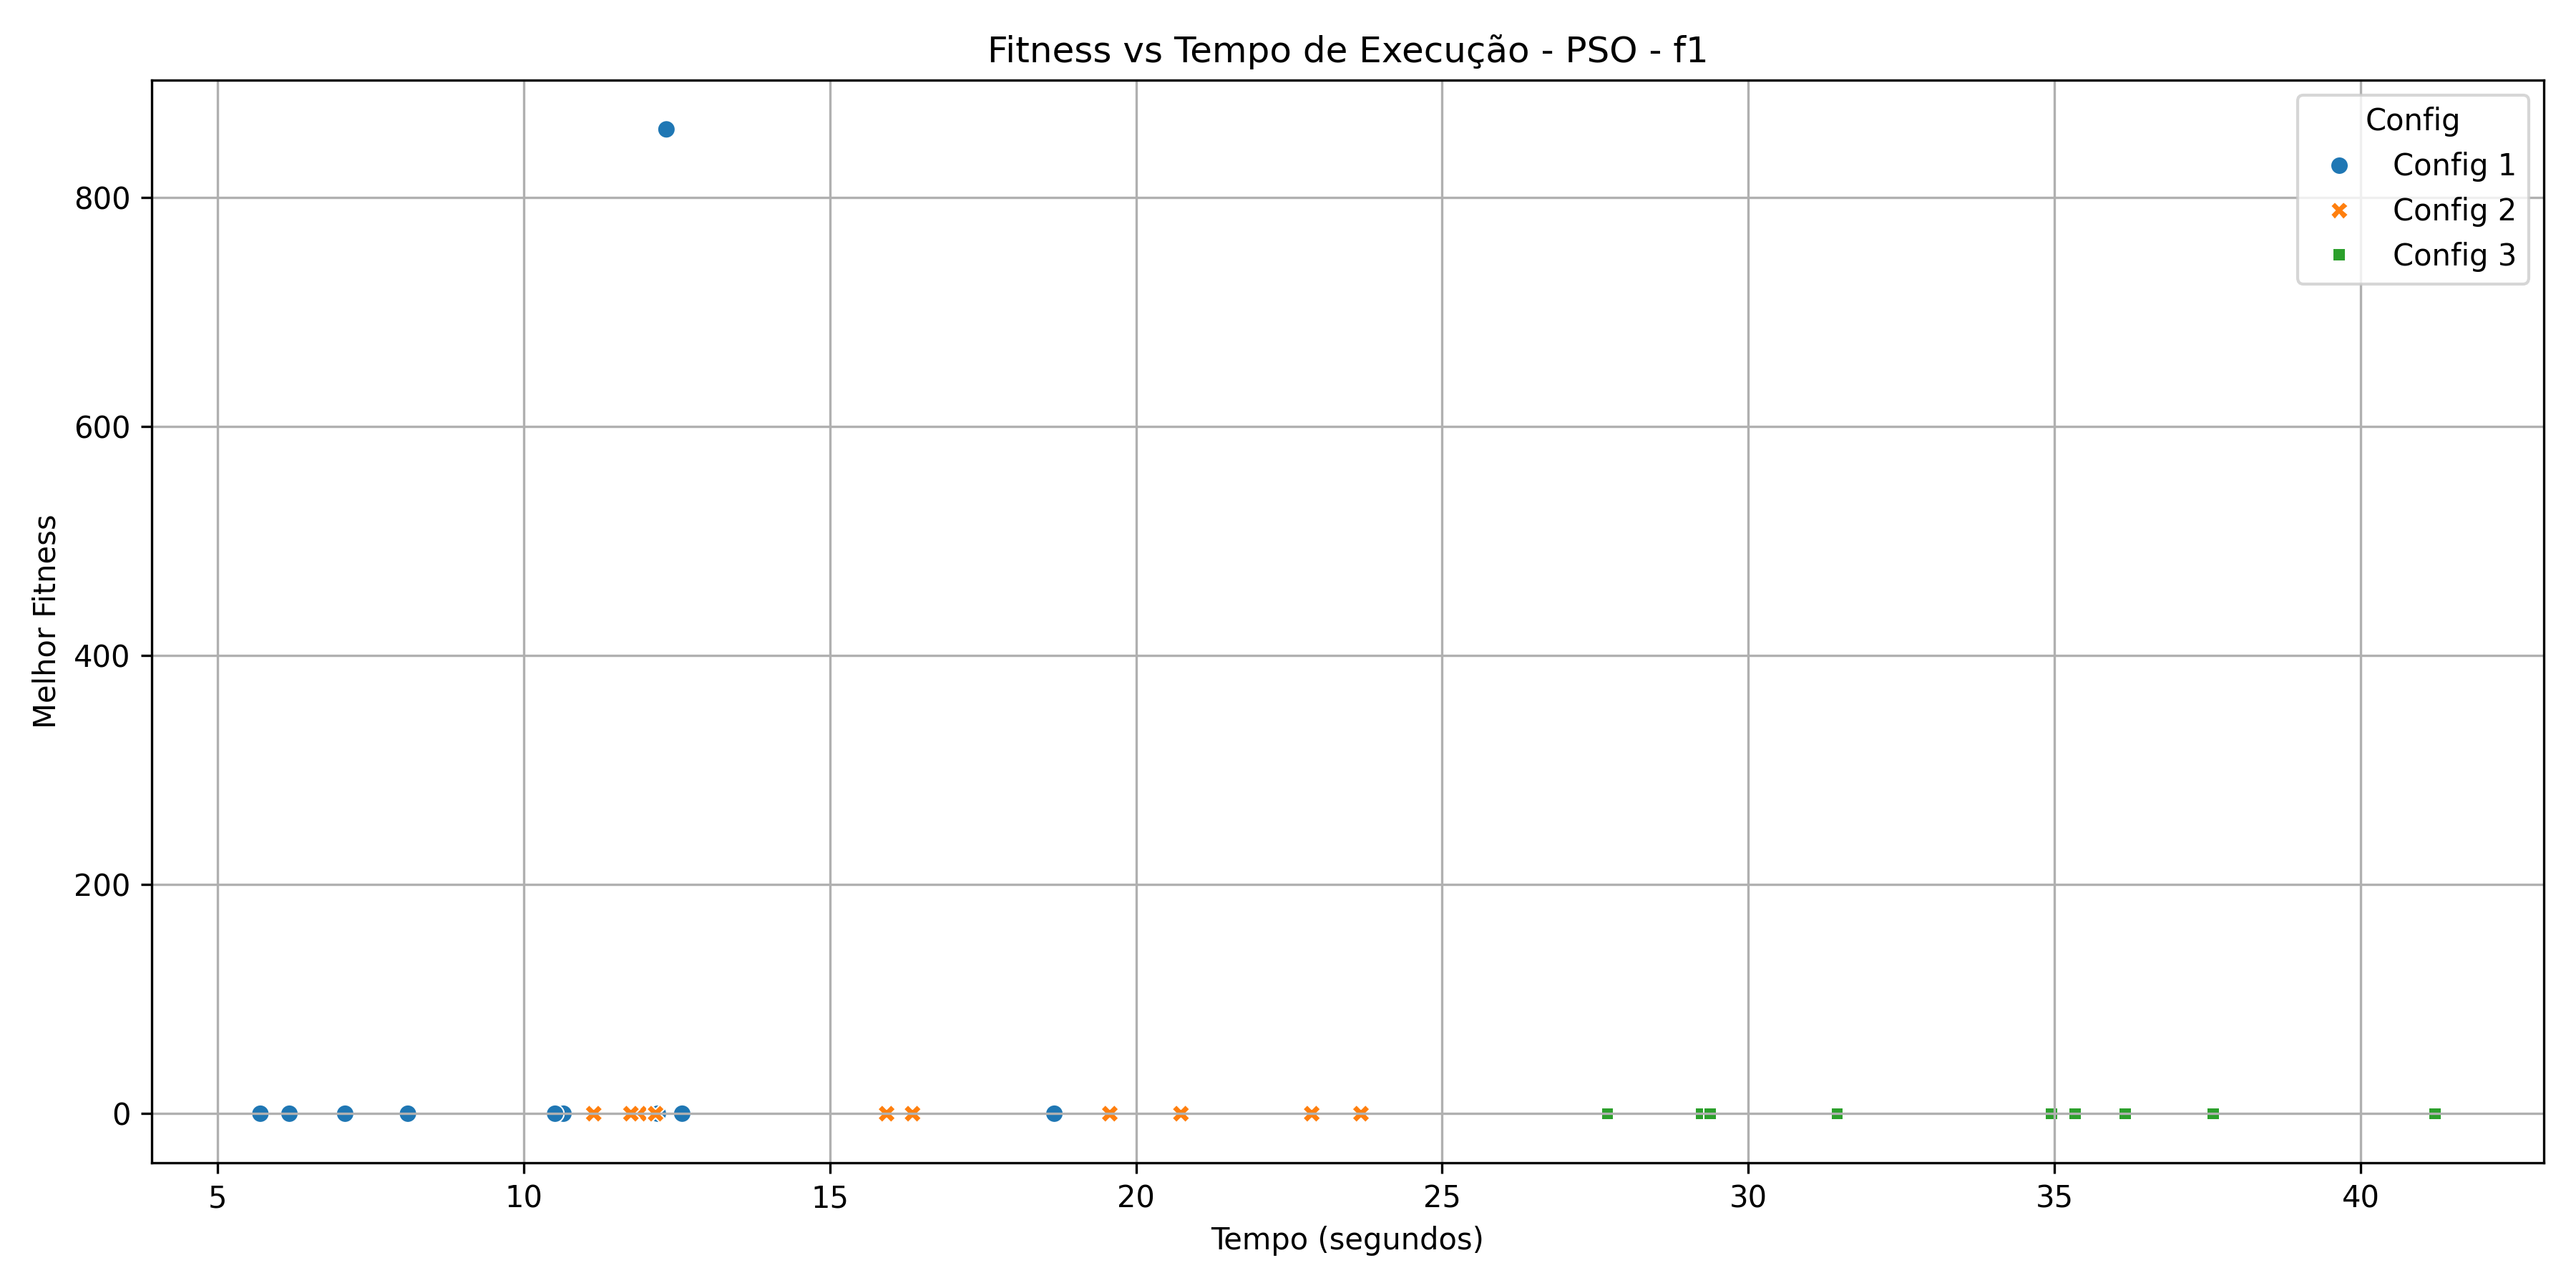 Fitness vs Tempo de Execução - PSO - f1
Config
Config 1
Config 2
Config 3
Melhor Fitness
800
600
400
200
0
5 10 15 20 25 30 35 40
Tempo (segundos)